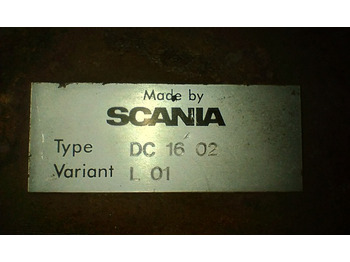 Made by
SCANIA
Type DC 16 02
Variant L 01